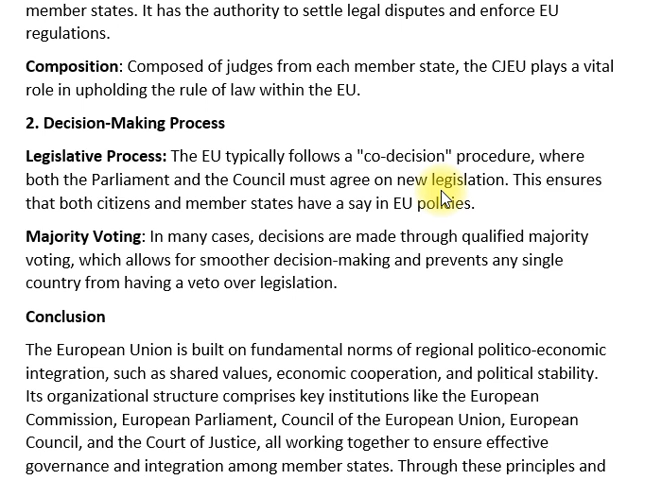 member states. It has the authority to settle legal disputes and enforce EU
regulations.
Composition: Composed of judges from each member state, the CJEU plays a vital
role in upholding the rule of law within the EU.
2. Decision-Making Process
Legislative Process: The EU typically follows a "co-decision" procedure, where
both the Parliament and the Council must agree on new legislation. This ensures
that both citizens and member states have a say in EU policies.
Majority Voting: In many cases, decisions are made through qualified majority
voting, which allows for smoother decision-making and prevents any single
country from having a veto over legislation.
Conclusion
The European Union is built on fundamental norms of regional politico-economic
integration, such as shared values, economic cooperation, and political stability.
Its organizational structure comprises key institutions like the European
Commission, European Parliament, Council of the European Union, European
Council, and the Court of Justice, all working together to ensure effective
governance and integration among member states. Through these principles and